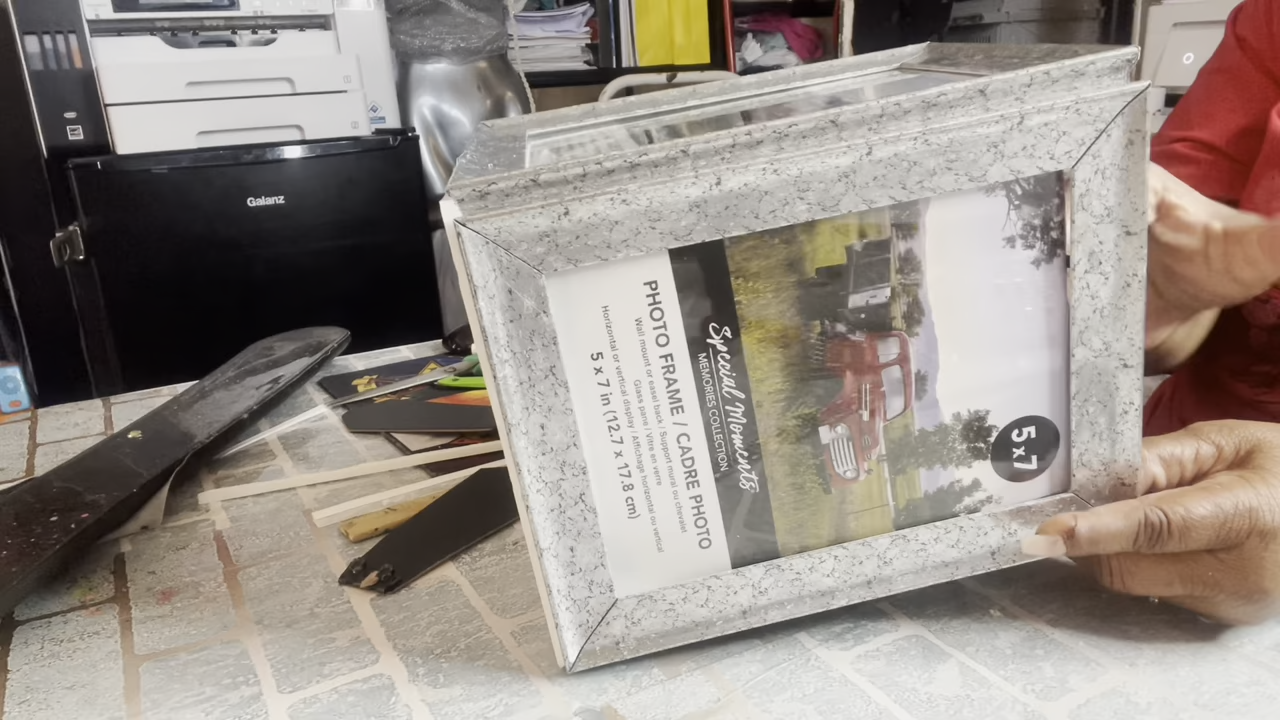 Galanz
Special Moments
MEMORIES COLLECTION
PHOTO FRAME / CADRE PHOTO
Wall mount or easel back / Support mural ou chevalet
Glass pane / Vitre en verre
Horizontal or vertical display / Affichage horizontal ou vertical
5 x 7 in (12.7 x 17.8 cm)
5x7